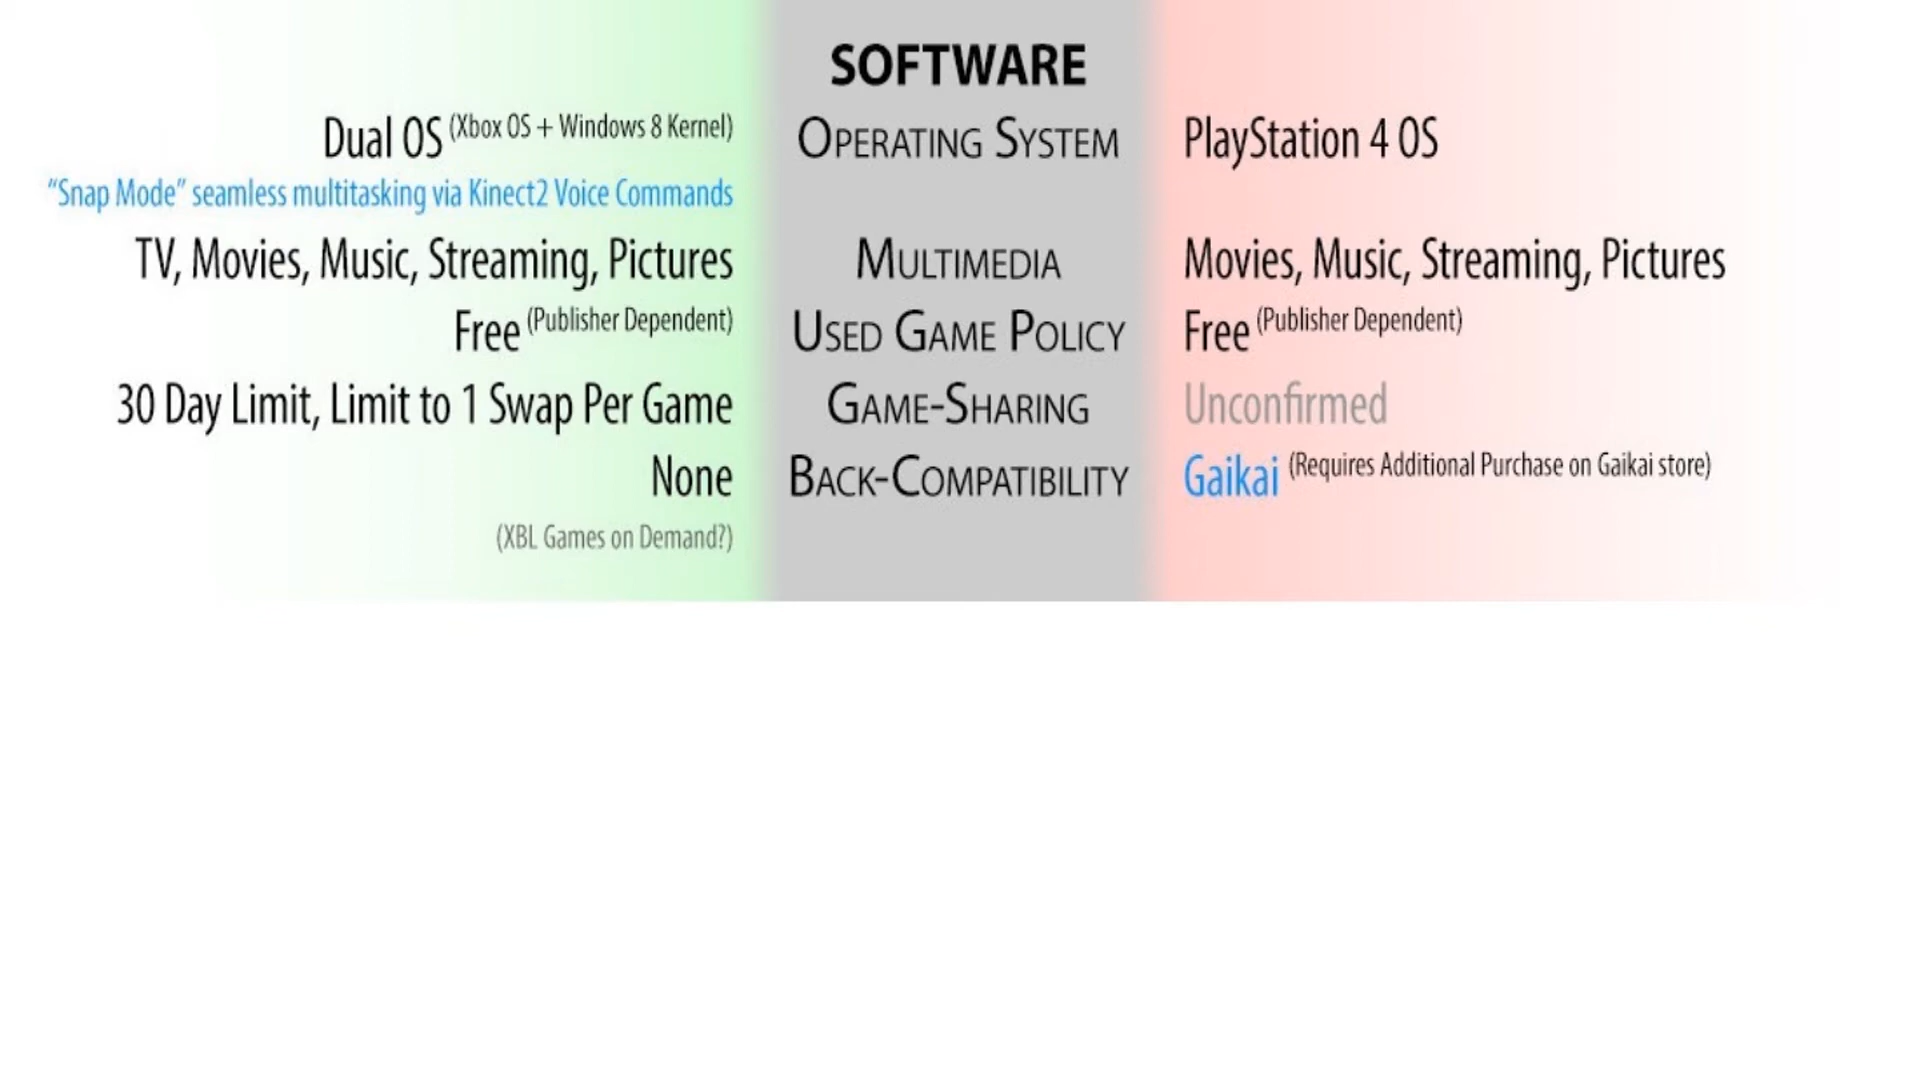 SOFTWARE
Dual OS (Xbox OS + Windows 8 Kernel) OPERATING SYSTEM PlayStation 4 OS
“Snap Mode” seamless multitasking via Kinect2 Voice Commands
TV, Movies, Music, Streaming, Pictures MULTIMEDIA Movies, Music, Streaming, Pictures
Free (Publisher Dependent) USED GAME POLICY Free (Publisher Dependent)
30 Day Limit, Limit to 1 Swap Per Game GAME-SHARING Unconfirmed
None BACK-COMPATIBILITY Gaikai (Requires Additional Purchase on Gaikai store)
(XBL Games on Demand?)